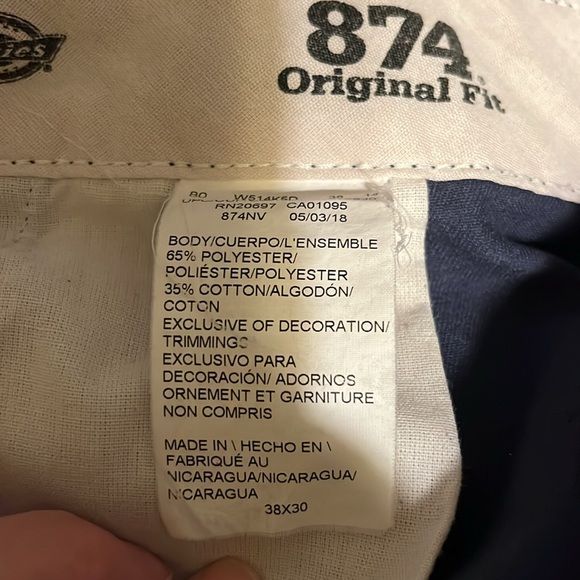 ies®
874®
Original Fit
RN20697 CA01095
874NV 05/03/18
BODY/CUERPO/L'ENSEMBLE
65% POLYESTER/
POLIÉSTER/POLYESTER
35% COTTON/ALGODÓN/
COTON
EXCLUSIVE OF DECORATION/
TRIMMINGS
EXCLUSIVO PARA
DECORACIÓN/ ADORNOS
ORNEMENT ET GARNITURE
NON COMPRIS
MADE IN \ HECHO EN \
FABRIQUÉ AU
NICARAGUA/NICARAGUA/
NICARAGUA
38X30